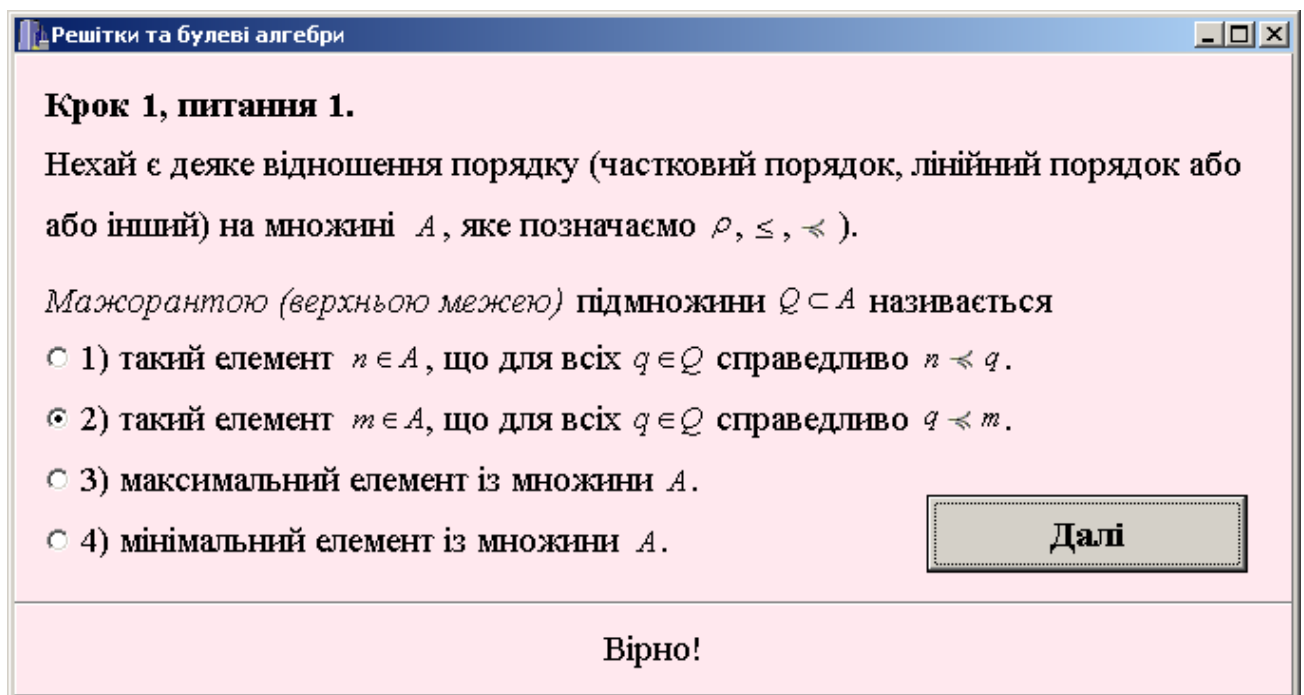 Решітки та булеві алгебри
Крок 1, питання 1.
Нехай є деяке відношення порядку (частковий порядок, лінійний порядок або
або інший) на множині A, яке позначаємо ρ, ≤, ≼ ).
Мажорантою (верхньою межею) підмножини Q ⊂ A називається
1) такий елемент n ∈ A, що для всіх q ∈ Q справедливо n ≼ q.
2) такий елемент m ∈ A, що для всіх q ∈ Q справедливо q ≼ m.
3) максимальний елемент із множини A.
4) мінімальний елемент із множини A.
Далі
Вірно!